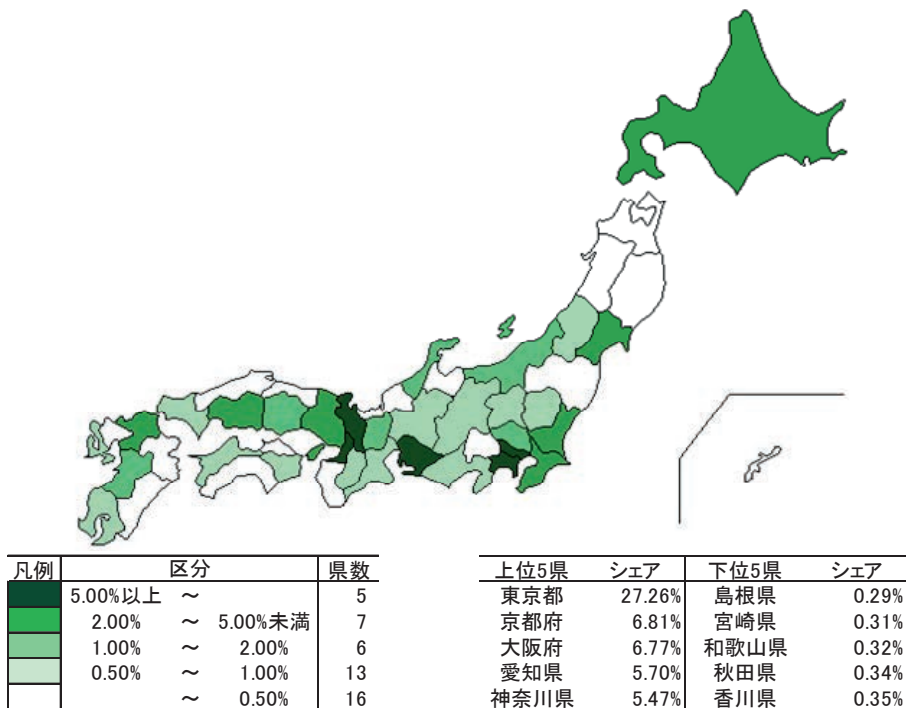 凡例 区分 県数
5.00%以上 ～ 5
2.00% ～ 5.00%未満 7
1.00% ～ 2.00% 6
0.50% ～ 1.00% 13
～ 0.50% 16
上位5県 シェア 下位5県 シェア
東京都 27.26% 島根県 0.29%
京都府 6.81% 宮崎県 0.31%
大阪府 6.77% 和歌山県 0.32%
愛知県 5.70% 秋田県 0.34%
神奈川県 5.47% 香川県 0.35%